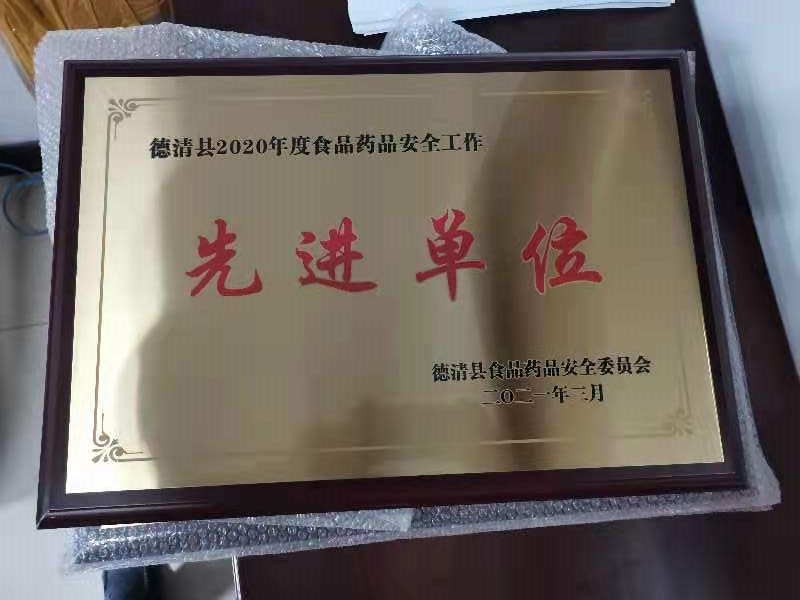 德清县2020年度食品药品安全工作
先进单位
德清县食品药品安全委员会
二〇二一年三月